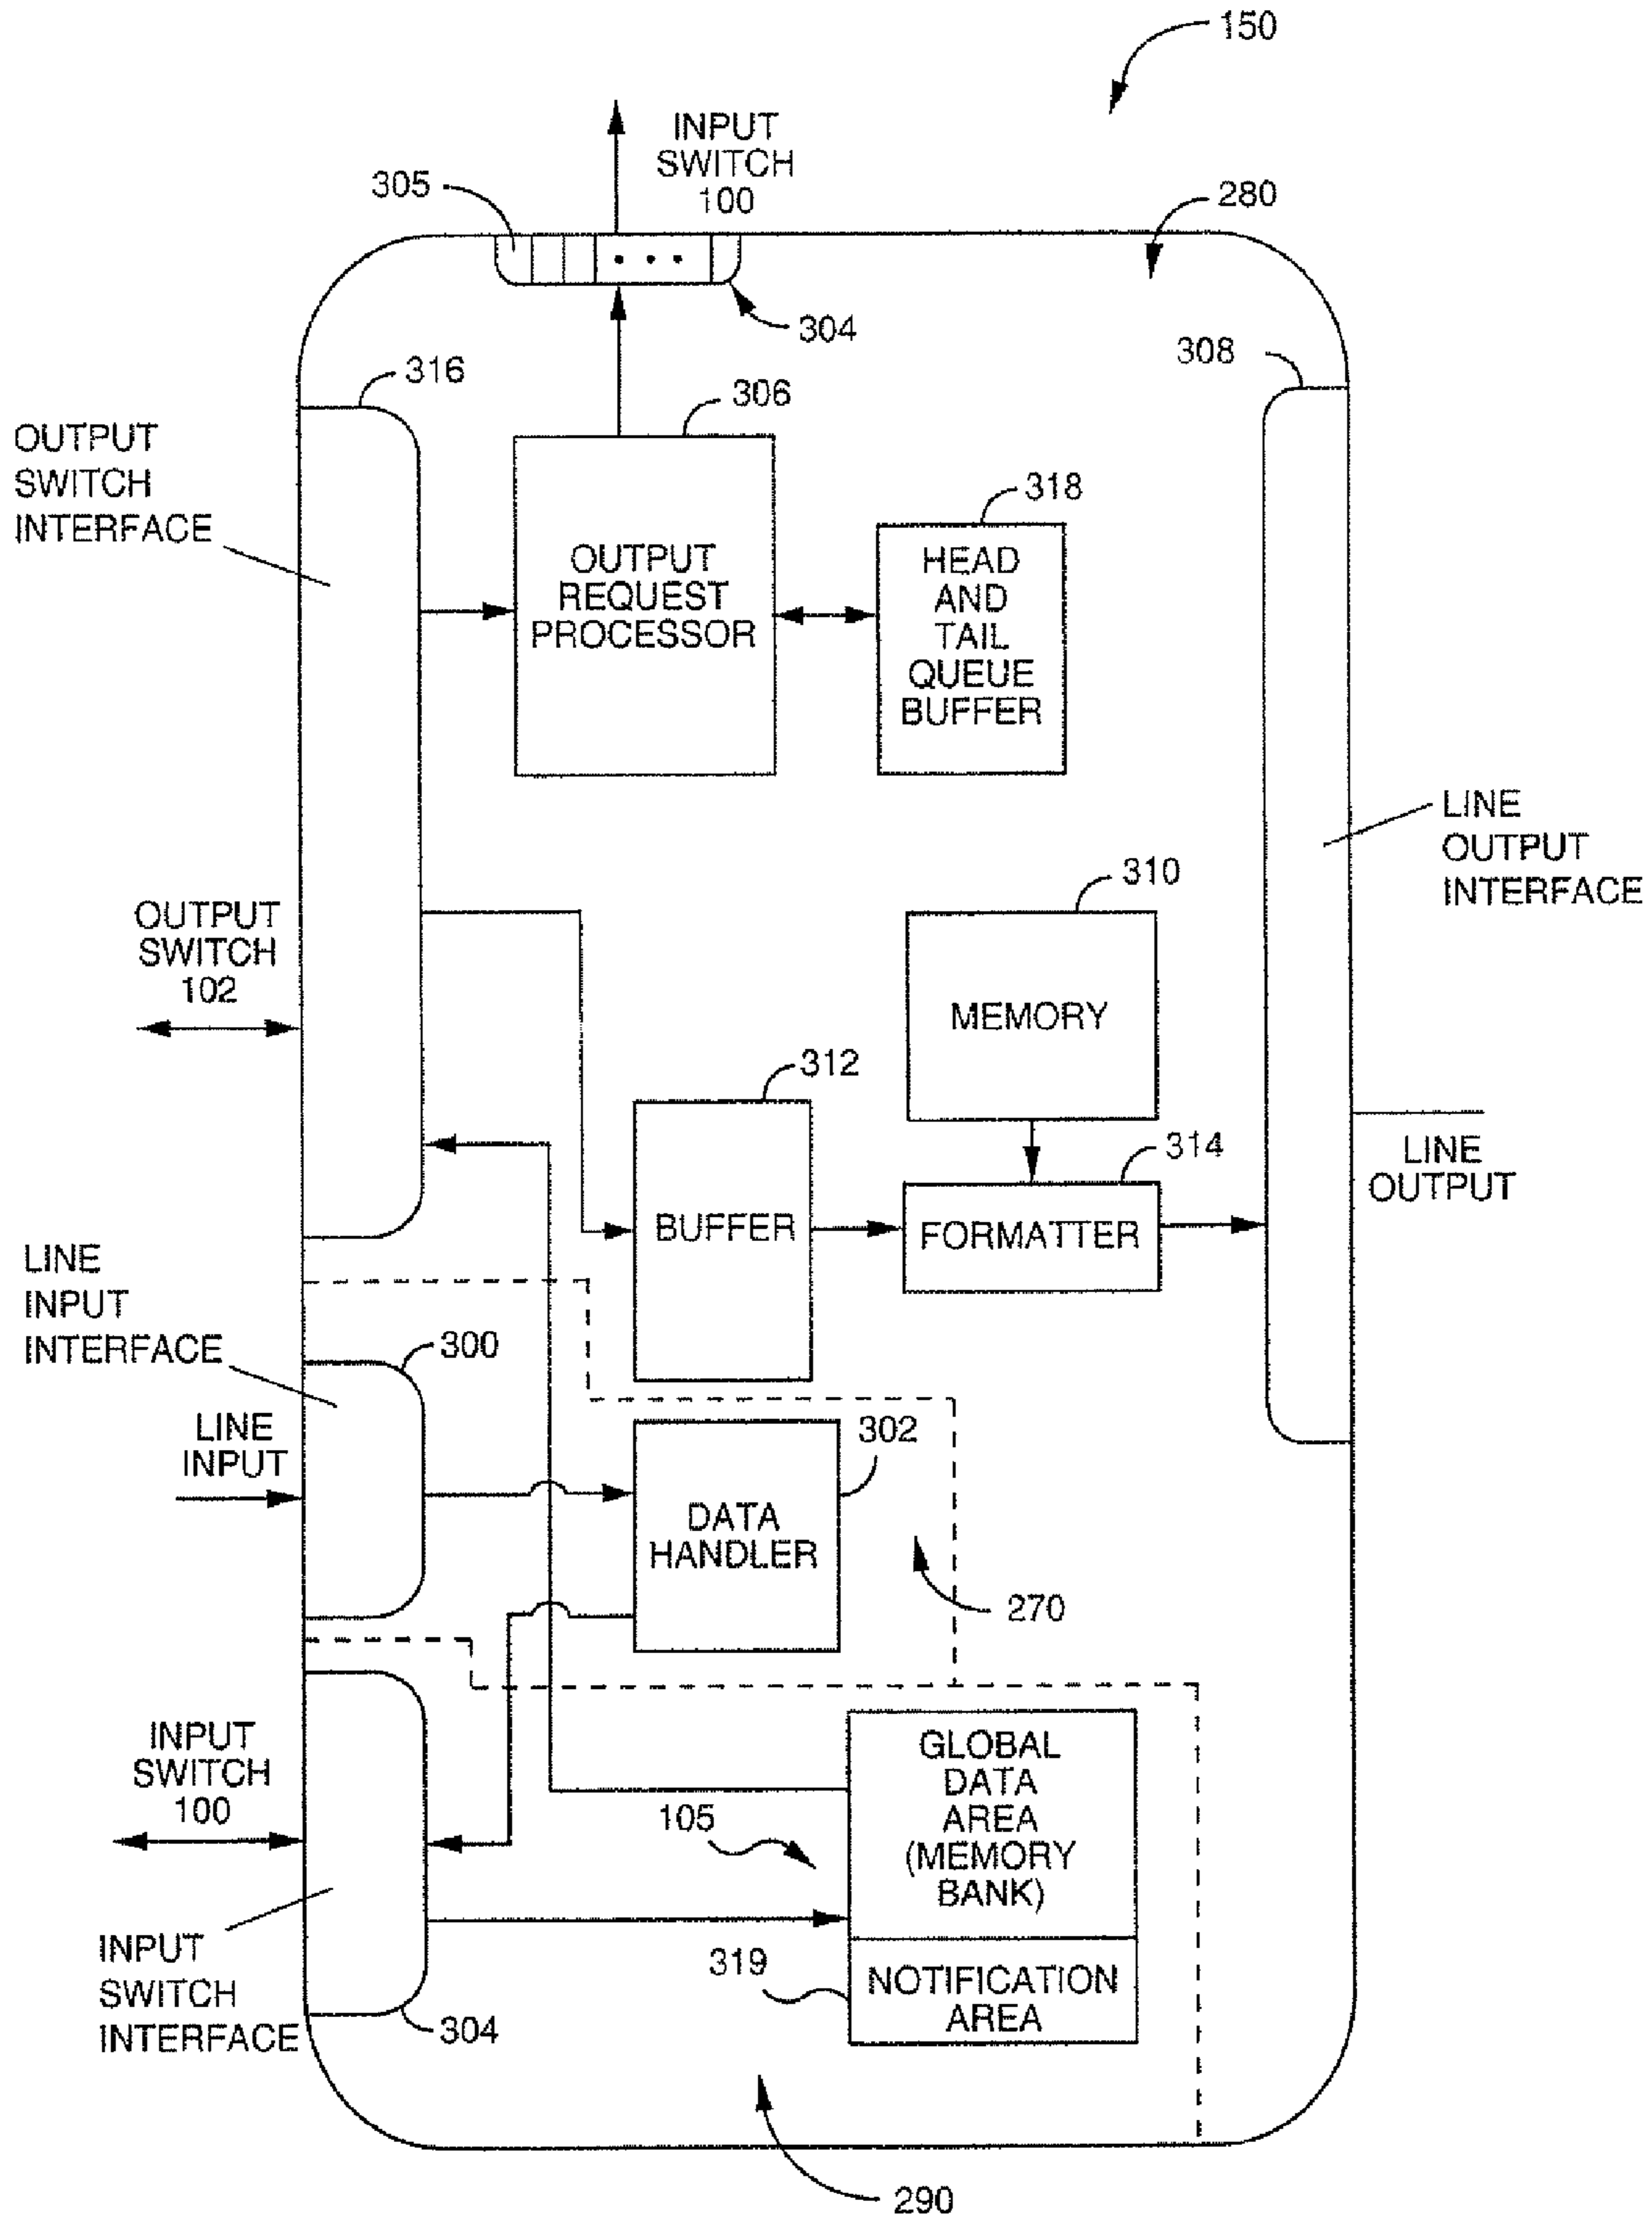 150
INPUT
SWITCH
100
305
280
304
316
306
308
OUTPUT
SWITCH
INTERFACE
318
OUTPUT
REQUEST
PROCESSOR
HEAD
AND
TAIL
QUEUE
BUFFER
LINE
OUTPUT
INTERFACE
310
OUTPUT
SWITCH
102
MEMORY
312
314
LINE
OUTPUT
BUFFER
FORMATTER
LINE
INPUT
INTERFACE
300
LINE
INPUT
302
DATA
HANDLER
270
INPUT
SWITCH
100
GLOBAL
DATA
AREA
(MEMORY
BANK)
105
INPUT
SWITCH
INTERFACE
319
NOTIFICATION
AREA
304
290